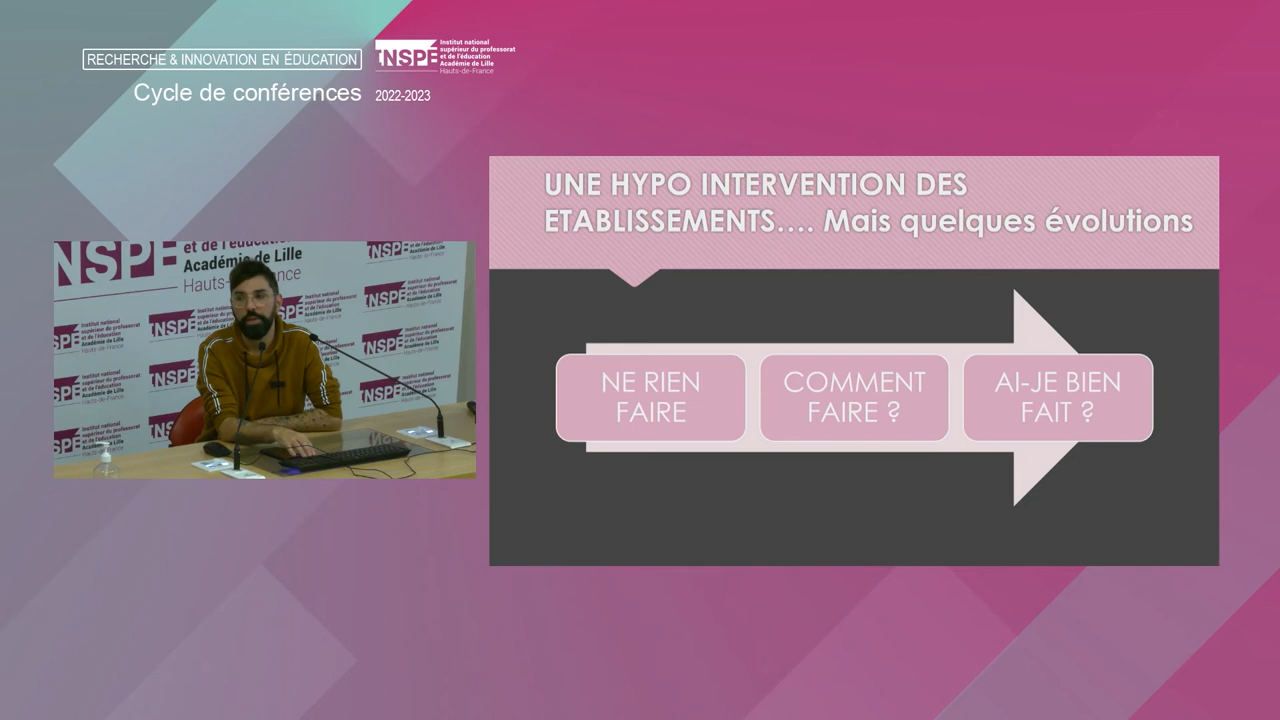 RECHERCHE & INNOVATION EN ÉDUCATION
Cycle de conférences 2022-2023
INSPÉ
Institut national
supérieur du professorat
et de l'éducation
Académie de Lille
Hauts-de-France
UNE HYPO INTERVENTION DES
ETABLISSEMENTS.... Mais quelques évolutions
NE RIEN
FAIRE
COMMENT
FAIRE ?
AI-JE BIEN
FAIT ?
NSPÉ
et de l'éducation
Académie de Lille
Hauts-de-France